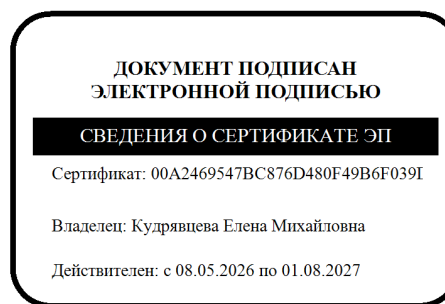 ДОКУМЕНТ ПОДПИСАН
ЭЛЕКТРОННОЙ ПОДПИСЬЮ
СВЕДЕНИЯ О СЕРТИФИКАТЕ ЭП
Сертификат: 00A2469547BC876D480F49B6F039
Владелец: Кудрявцева Елена Михайловна
Действителен: с 08.05.2026 по 01.08.2027